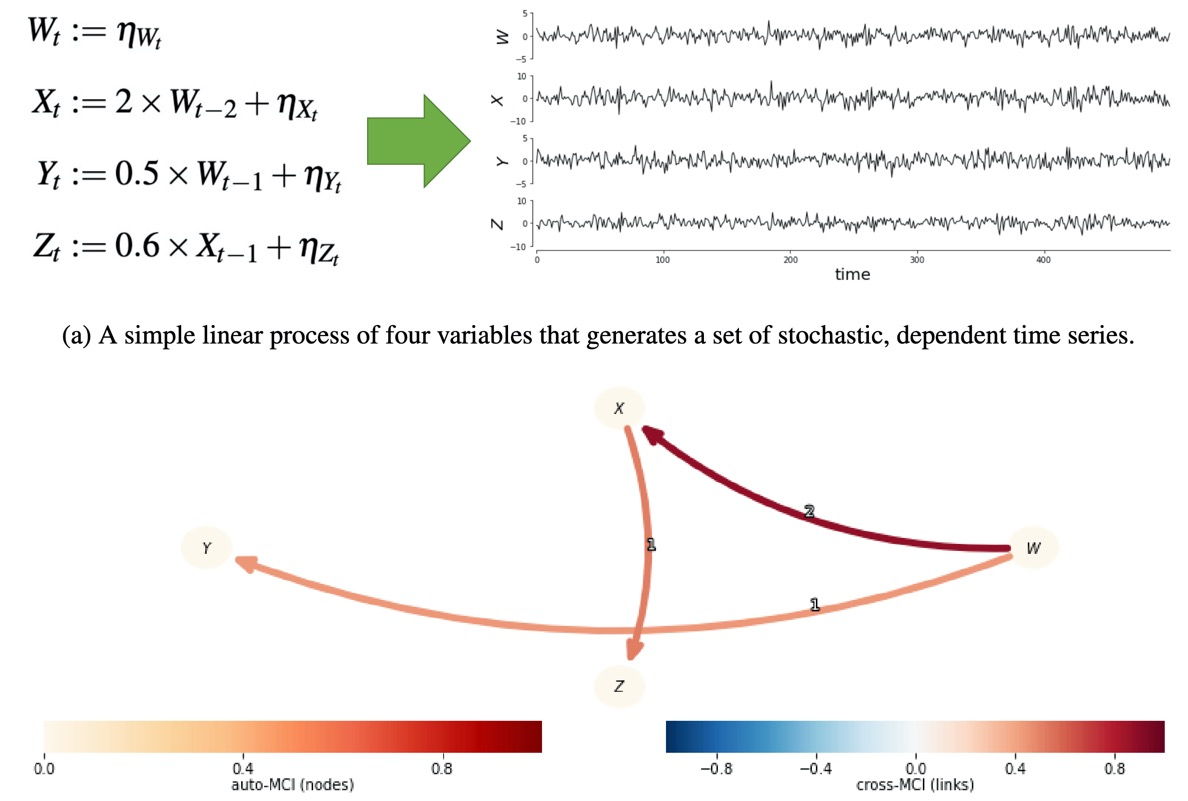 W_t := η_{W_t}
X_t := 2 × W_{t−2} + η_{X_t}
Y_t := 0.5 × W_{t−1} + η_{Y_t}
Z_t := 0.6 × X_{t−1} + η_{Z_t}
W
5
0
−5
X
10
0
−10
Y
5
0
−5
Z
10
0
−10
0 100 200 300 400
time
(a) A simple linear process of four variables that generates a set of stochastic, dependent time series.
X
2
Y
1
W
1
Z
0.0 0.4 0.8
auto-MCI (nodes)
−0.8 −0.4 0.0 0.4 0.8
cross-MCI (links)